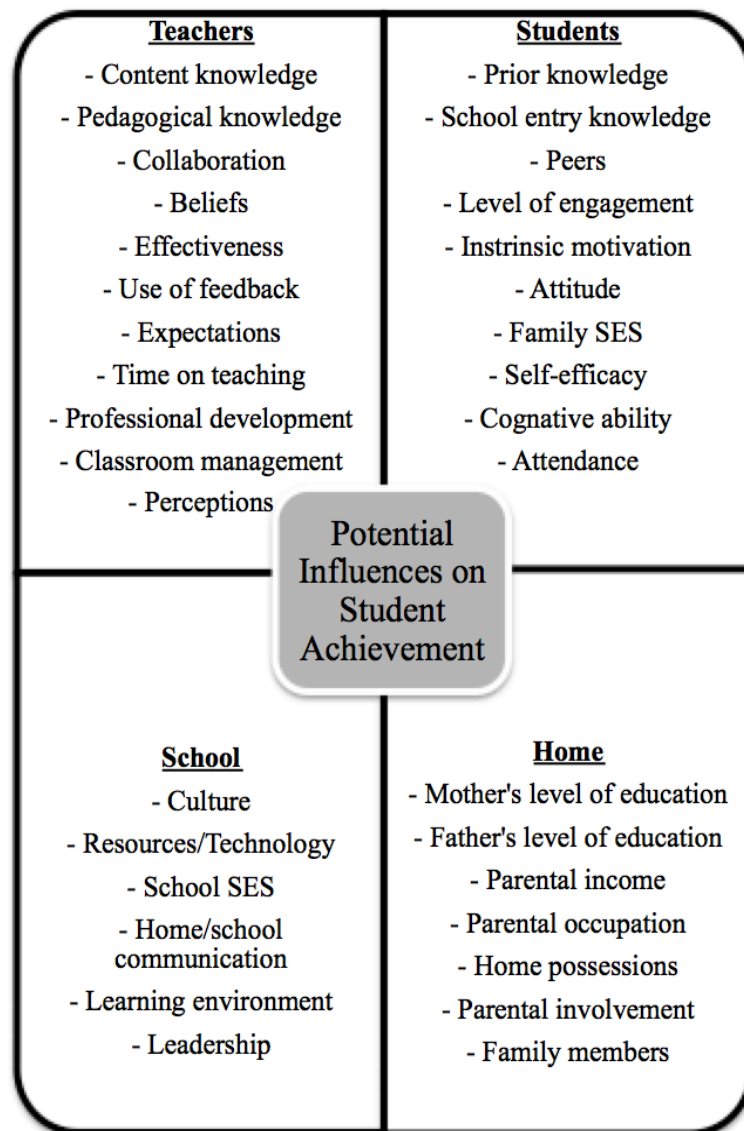 Teachers
- Content knowledge
- Pedagogical knowledge
- Collaboration
- Beliefs
- Effectiveness
- Use of feedback
- Expectations
- Time on teaching
- Professional development
- Classroom management
- Perceptions
Students
- Prior knowledge
- School entry knowledge
- Peers
- Level of engagement
- Instrinsic motivation
- Attitude
- Family SES
- Self-efficacy
- Cognative ability
- Attendance
Potential
Influences on
Student
Achievement
School
- Culture
- Resources/Technology
- School SES
- Home/school
communication
- Learning environment
- Leadership
Home
- Mother's level of education
- Father's level of education
- Parental income
- Parental occupation
- Home possessions
- Parental involvement
- Family members